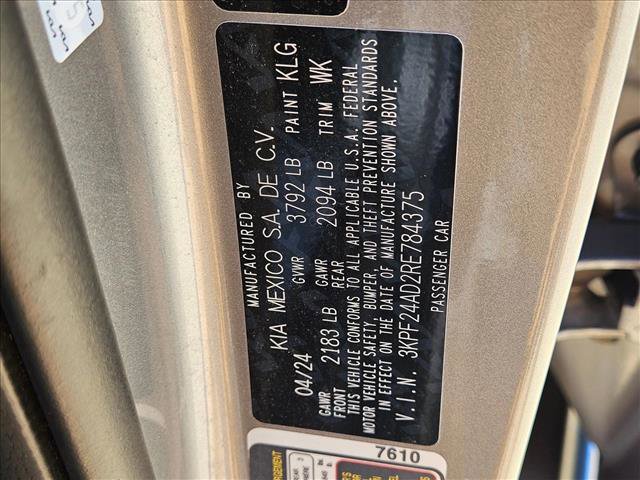 MANUFACTURED BY
KIA MEXICO S.A. DE C.V.
04/24 GVWR 3792 LB PAINT KLG
GAWR FRONT 2183 LB GAWR REAR 2094 LB TRIM WK
THIS VEHICLE CONFORMS TO ALL APPLICABLE U.S.A. FEDERAL
MOTOR VEHICLE SAFETY, BUMPER, AND THEFT PREVENTION STANDARDS
IN EFFECT ON THE DATE OF MANUFACTURE SHOWN ABOVE.
V.I.N. 3KPF24AD2RE784375
PASSENGER CAR
7610
5